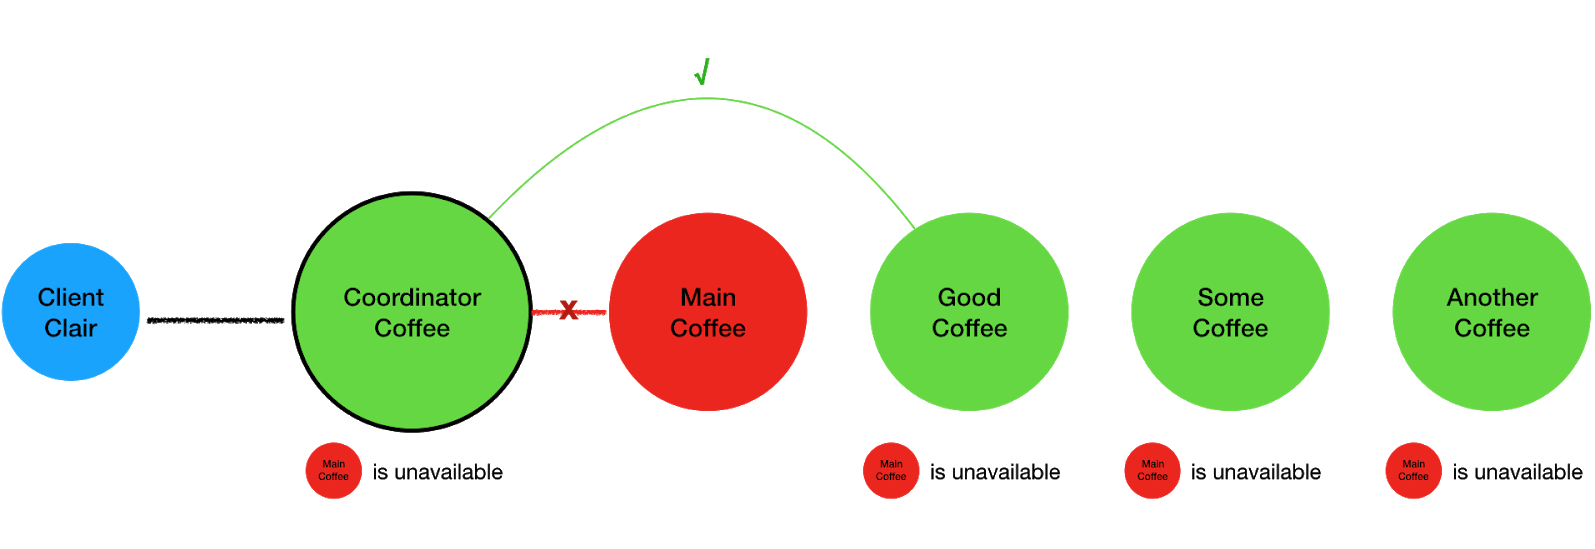 √
Client
Clair
Coordinator
Coffee
X
Main
Coffee
Good
Coffee
Some
Coffee
Another
Coffee
Main
Coffee
is unavailable
Main
Coffee
is unavailable
Main
Coffee
is unavailable
Main
Coffee
is unavailable